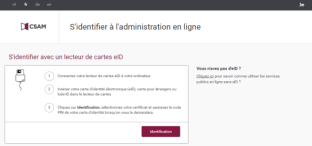 CSAM
S'identifier à l'administration en ligne
S'identifier avec un lecteur de cartes eID
1 Connectez votre lecteur de cartes eID à votre ordinateur
2 Insérez votre carte d'identité électronique (eID), carte pour étrangers ou
kids-ID dans le lecteur de cartes
3 Cliquez sur Identification, sélectionnez votre certificat et saisissez le code
PIN de votre carte d'identité lorsqu'on vous le demandera.
Identification
Vous n'avez pas d'eID ?
Cliquez ici pour savoir comment utiliser les services
publics en ligne sans eID ?